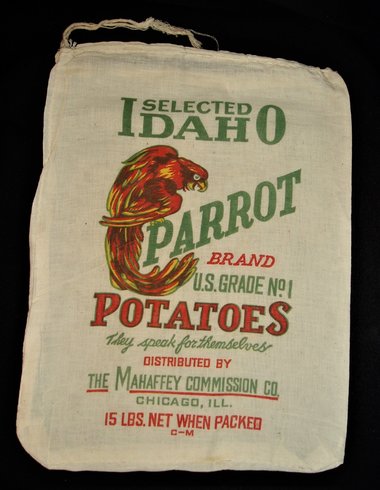 SELECTED
IDAHO
PARROT
BRAND
U.S. GRADE No 1
POTATOES
They speak for themselves
DISTRIBUTED BY
THE MAHAFFEY COMMISSION CO.
CHICAGO, ILL.
15 LBS. NET WHEN PACKED
C-M